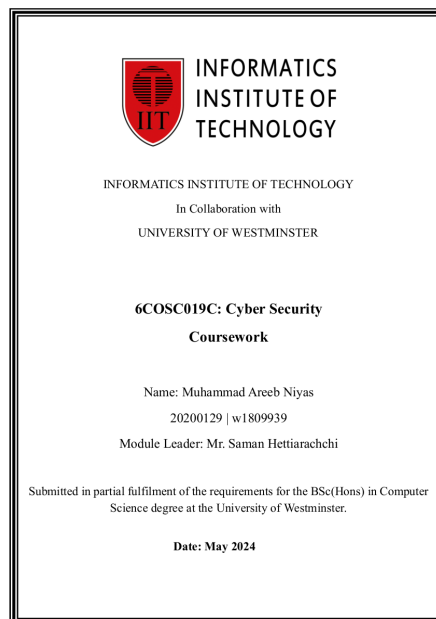 IIT
INFORMATICS
INSTITUTE OF
TECHNOLOGY
INFORMATICS INSTITUTE OF TECHNOLOGY
In Collaboration with
UNIVERSITY OF WESTMINSTER
6COSC019C: Cyber Security
Coursework
Name: Muhammad Areeb Niyas
20200129 | w1809939
Module Leader: Mr. Saman Hettiarachchi
Submitted in partial fulfilment of the requirements for the BSc(Hons) in Computer
Science degree at the University of Westminster.
Date: May 2024